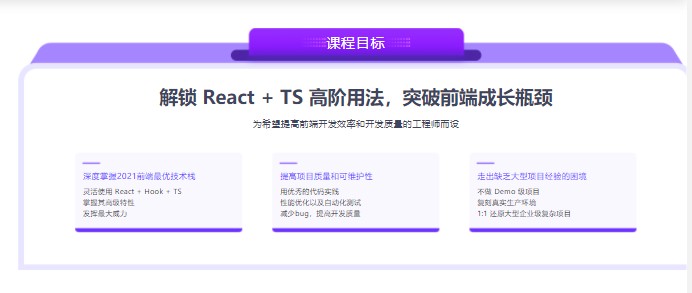 课程目标
解锁 React + TS 高阶用法，突破前端成长瓶颈
为希望提高前端开发效率和开发质量的工程师而设
深度掌握2021前端最优技术栈
灵活使用 React + Hook + TS
掌握其高级特性
发挥最大威力
提高项目质量和可维护性
用优秀的代码实践
性能优化以及自动化测试
减少bug，提高开发质量
走出缺乏大型项目经验的困境
不做 Demo 级项目
复刻真实生产环境
1:1 还原大型企业级复杂项目